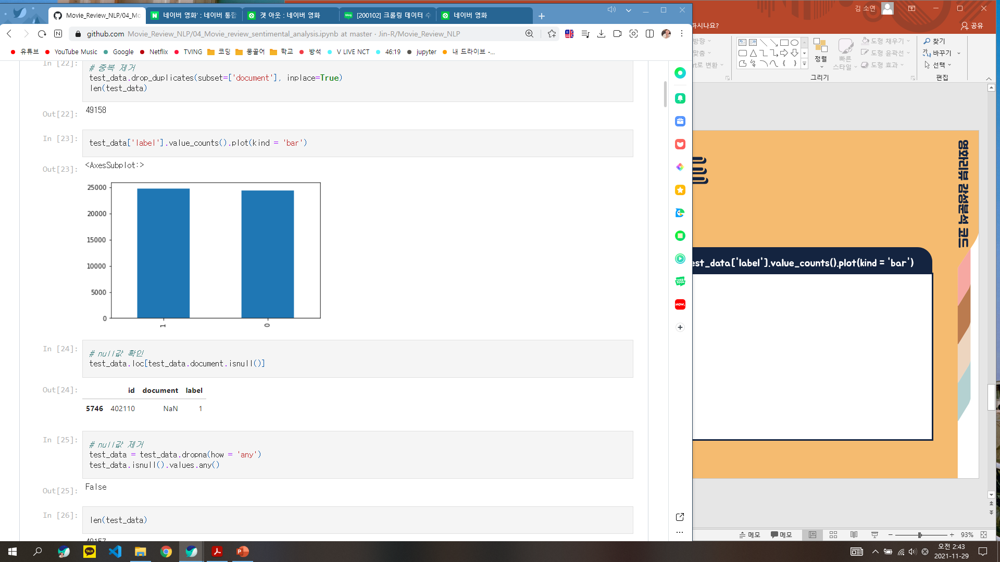 Movie_Review_NLP/04_Mo
네이버 영화' : 네이버 통합
겟 아웃 : 네이버 영화
[200102] 크롤링 데이터 수
네이버 영화
github.com Movie_Review_NLP/04_Movie_review_sentimental_analysis.ipynb at master · Jin-R/Movie_Review_NLP
유튜브 YouTube Music Google Netflix TVING 코딩 몽골어 학교 방석 V LIVE NCT 46:19 jupyter 내 드라이브 -...
In [22]:
# 중복 제거
test_data.drop_duplicates(subset=['document'], inplace=True)
len(test_data)
Out[22]: 49158
In [23]: test_data['label'].value_counts().plot(kind = 'bar')
Out[23]: <AxesSubplot:>
25000
20000
15000
10000
5000
0
1 0
In [24]:
# null값 확인
test_data.loc[test_data.document.isnull()]
Out[24]:
id document label
5746 402110 NaN 1
In [25]:
# null값 제거
test_data = test_data.dropna(how = 'any')
test_data.isnull().values.any()
Out[25]: False
In [26]: len(test_data)
49157
김 소연
하시나요?
공유
방향
맞춤
rt로 변환
정렬
빠른
스타일
도형 채우기
도형 윤곽선
도형 효과
그리기
찾기
바꾸기
선택
편집
영화리뷰 감성분석 코드
est_data['label'].value_counts().plot(kind = 'bar')
WEB
TOON
NOW.
메모 메모
93%
TALK
오전 2:43
2021-11-29